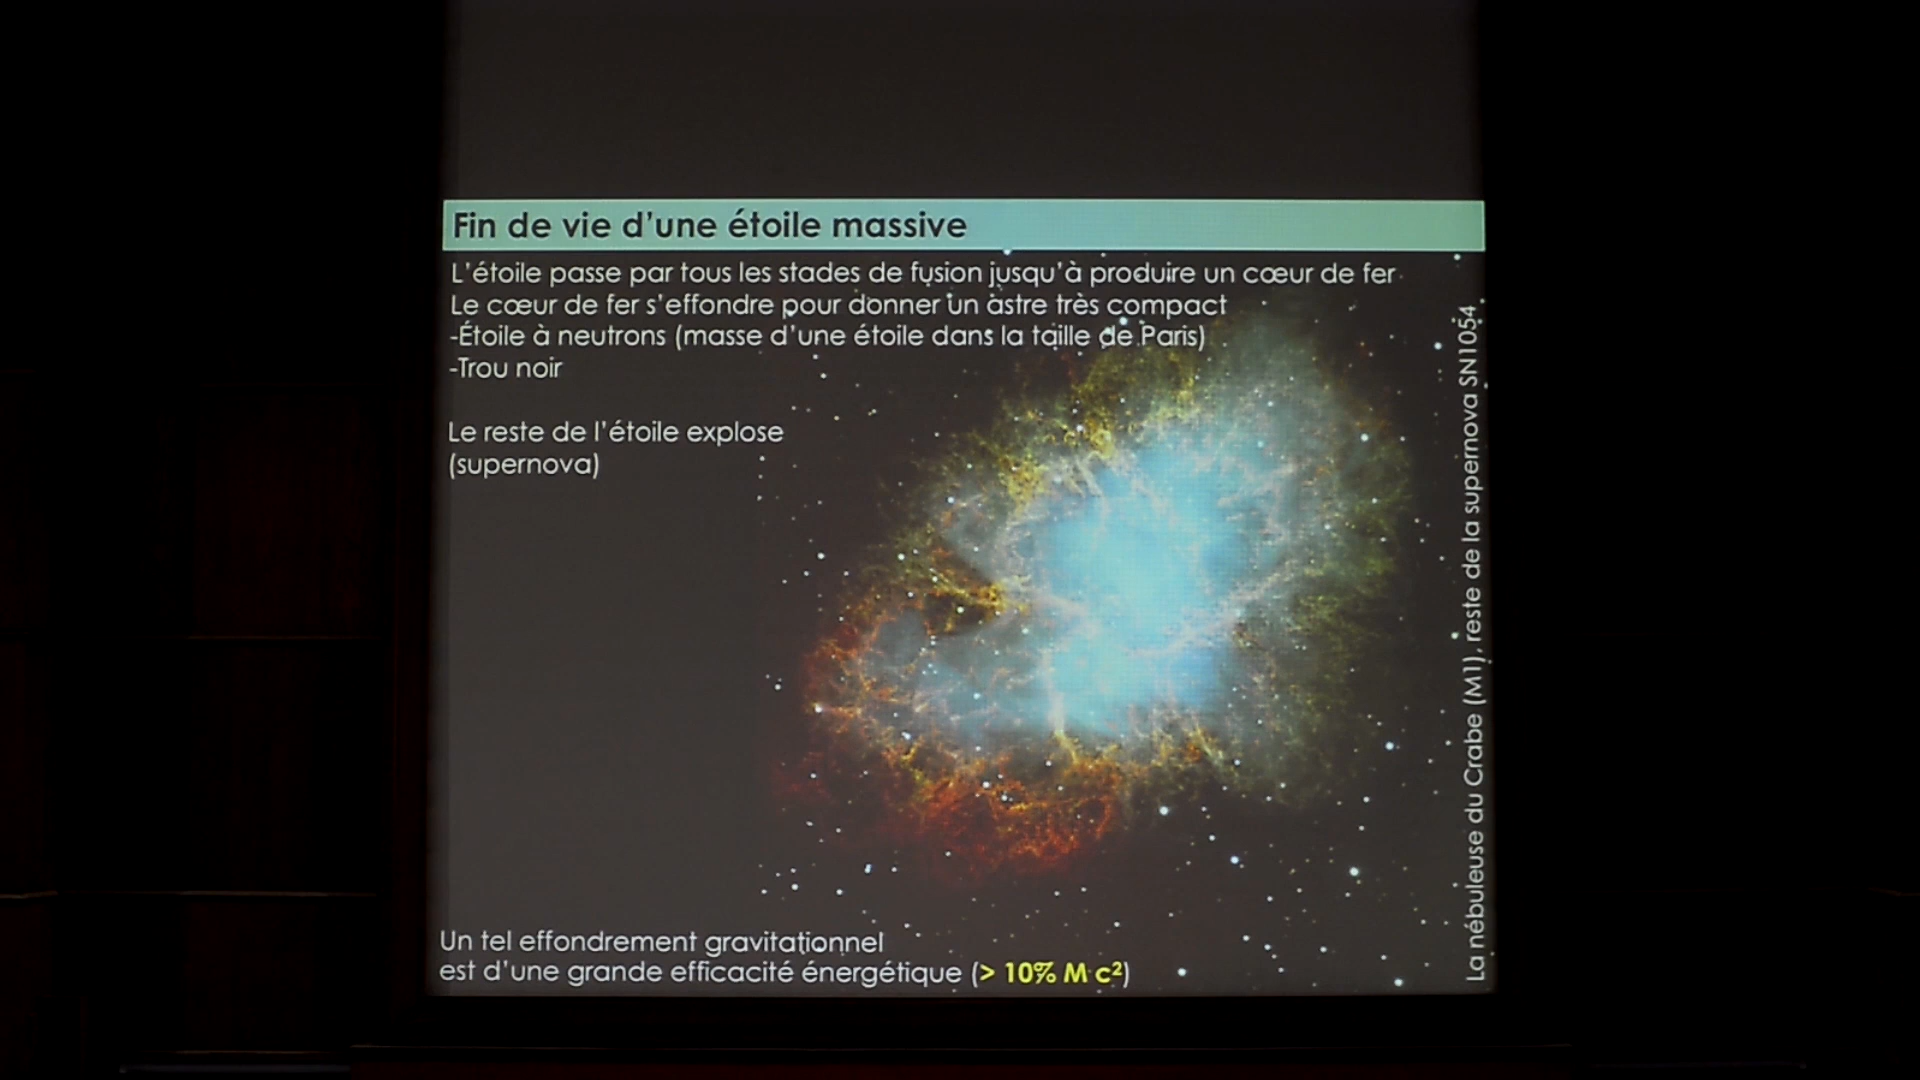 Fin de vie d’une étoile massive
L’étoile passe par tous les stades de fusion jusqu’à produire un cœur de fer
Le cœur de fer s’effondre pour donner un astre très compact
-Étoile à neutrons (masse d’une étoile dans la taille de Paris)
-Trou noir
Le reste de l’étoile explose
(supernova)
La nébuleuse du Crabe (M1), reste de la supernova SN1054
Un tel effondrement gravitationnel
est d’une grande efficacité énergétique (> 10% M c²)